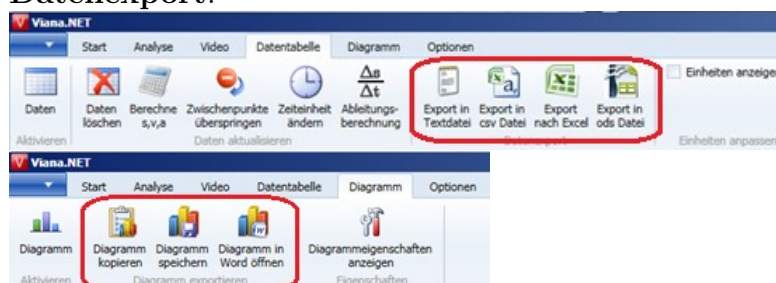 Datenexport:
Viana.NET
Start Analyse Video Datentabelle Diagramm Optionen
Daten Daten löschen Berechne s,v,a Zwischenpunkte überspringen Zeiteinheit ändern Δs Δt Ableitungs-berechnung Export in Textdatei Export in csv Datei a, Export nach Excel Export in ods Datei Einheiten anzeigen
Aktivieren Daten aktualisieren Datenexport Einheiten anpassen
Viana.NET
Start Analyse Video Datentabelle Diagramm Optionen
Diagramm Diagramm kopieren Diagramm speichern Diagramm in Word öffnen Diagrammeigenschaften anzeigen
Aktivieren Diagramm exportieren Eigenschaften